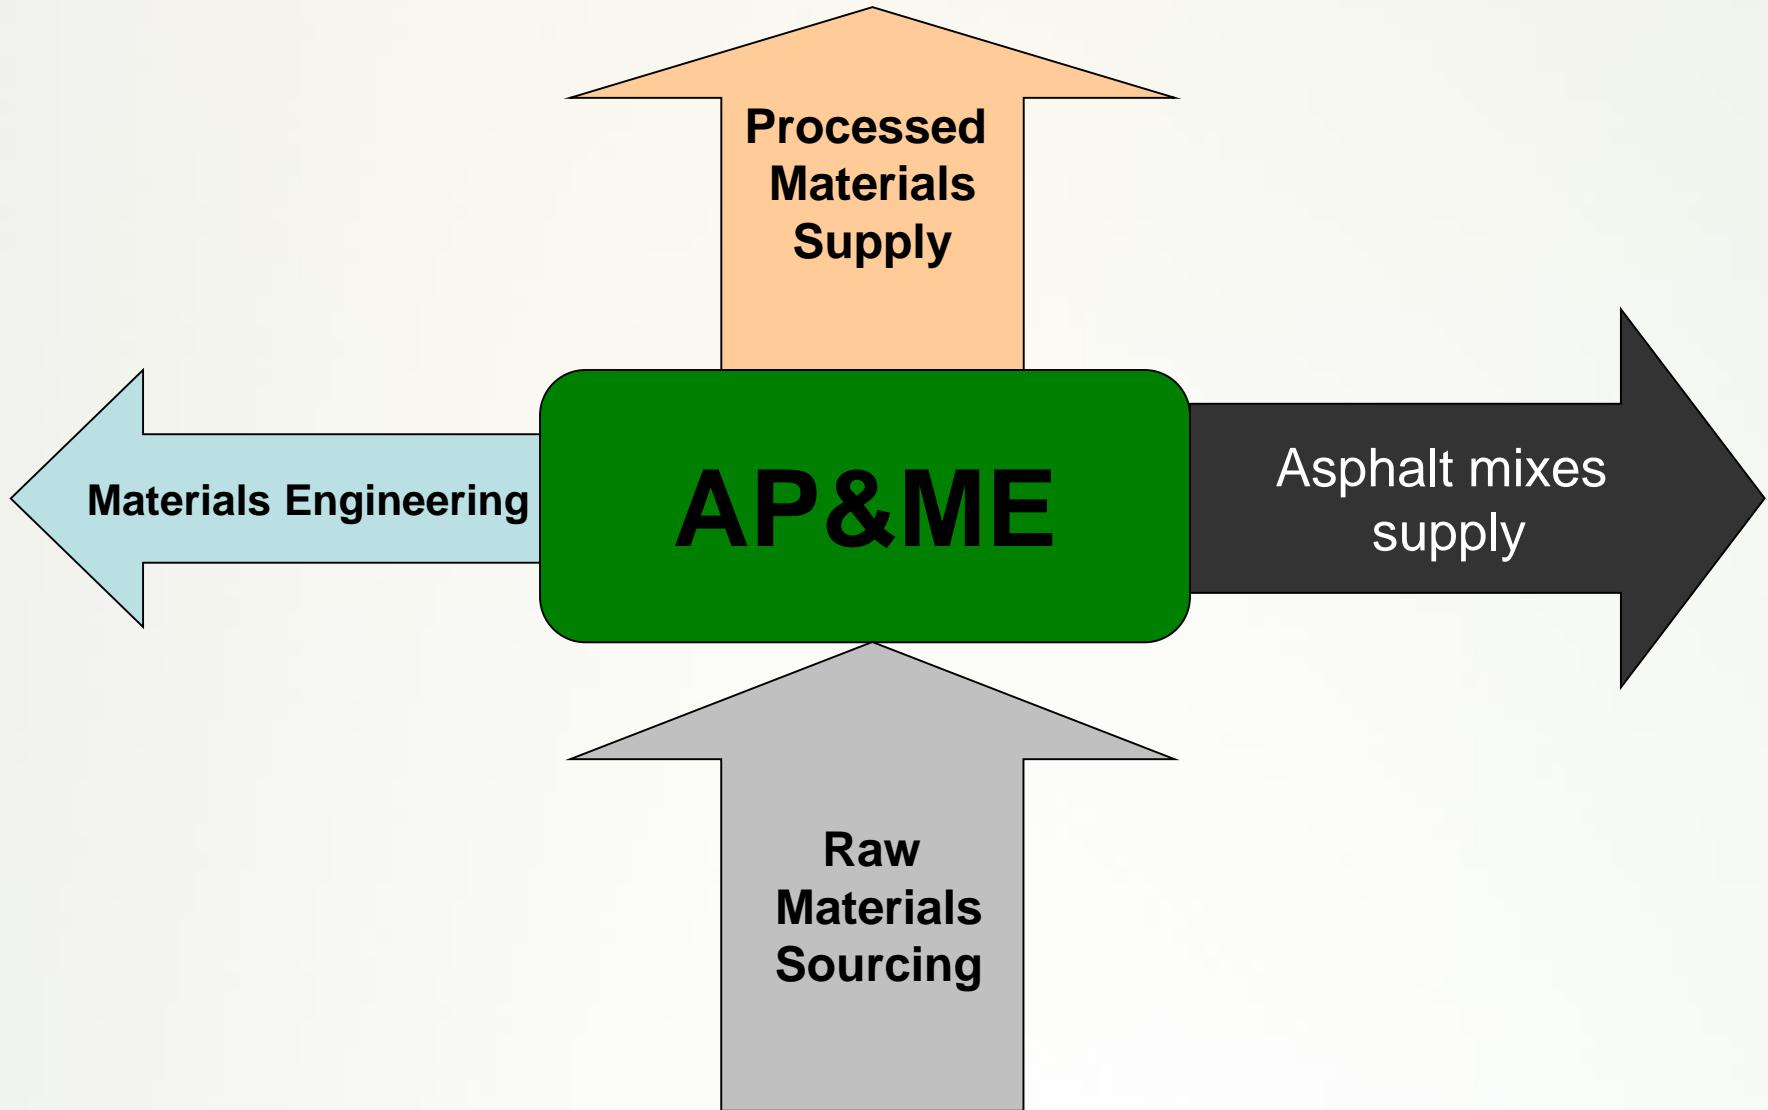 Processed
Materials
Supply
Materials Engineering
AP&ME
Asphalt mixes
supply
Raw
Materials
Sourcing